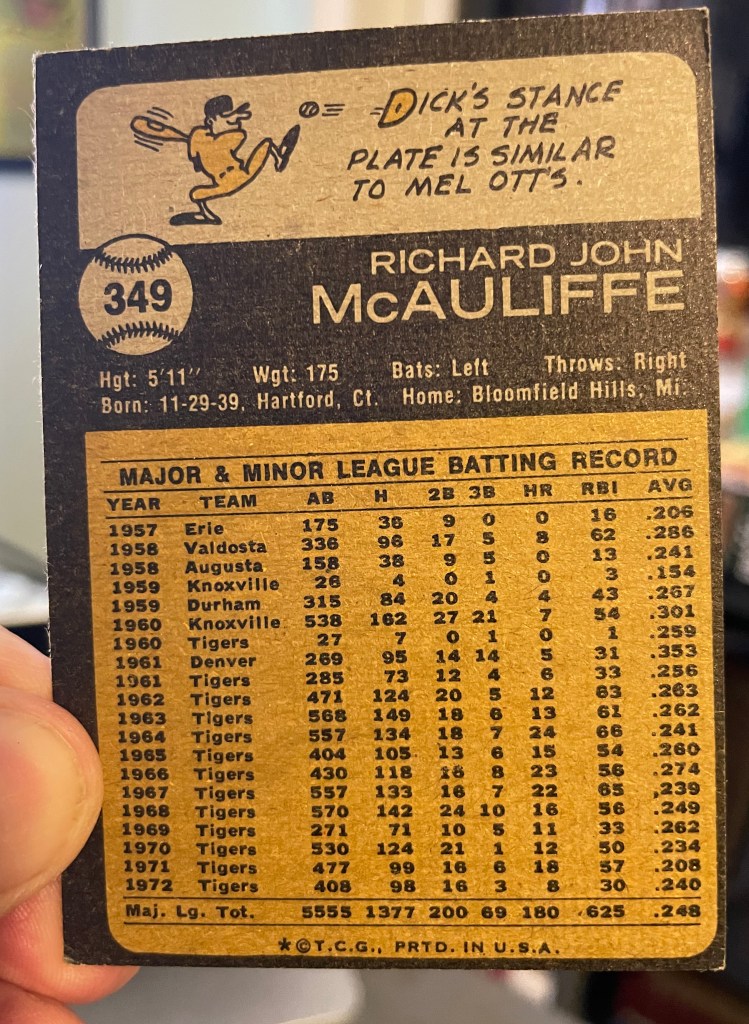 DICK'S STANCE
AT THE
PLATE IS SIMILAR
TO MEL OTT'S.
349
RICHARD JOHN
McAULIFFE
Hgt: 5'11" Wgt: 175 Bats: Left Throws: Right
Born: 11-29-39, Hartford, Ct. Home: Bloomfield Hills, Mi.
MAJOR & MINOR LEAGUE BATTING RECORD
YEAR TEAM AB H 2B 3B HR RBI AVG
1957 Erie 175 36 9 0 0 16 .206
1958 Valdosta 336 96 17 5 8 62 .286
1958 Augusta 158 38 9 5 0 13 .241
1959 Knoxville 26 4 0 1 0 3 .154
1959 Durham 315 84 20 4 4 43 .267
1960 Knoxville 538 162 27 21 7 54 .301
1960 Tigers 27 7 0 1 0 1 .259
1961 Denver 269 95 14 14 5 31 .353
1961 Tigers 285 73 12 4 6 33 .256
1962 Tigers 471 124 20 5 12 63 .263
1963 Tigers 568 149 18 6 13 61 .262
1964 Tigers 557 134 18 7 24 66 .241
1965 Tigers 404 105 13 6 15 54 .260
1966 Tigers 430 118 16 8 23 56 .274
1967 Tigers 557 133 16 7 22 65 .239
1968 Tigers 570 142 24 10 16 56 .249
1969 Tigers 271 71 10 5 11 33 .262
1970 Tigers 530 124 21 1 12 50 .234
1971 Tigers 477 99 16 6 18 57 .208
1972 Tigers 408 98 16 3 8 30 .240
Maj. Lg. Tot. 5555 1377 200 69 180 625 .248
*©T.C.G., PRTD. IN U.S.A.